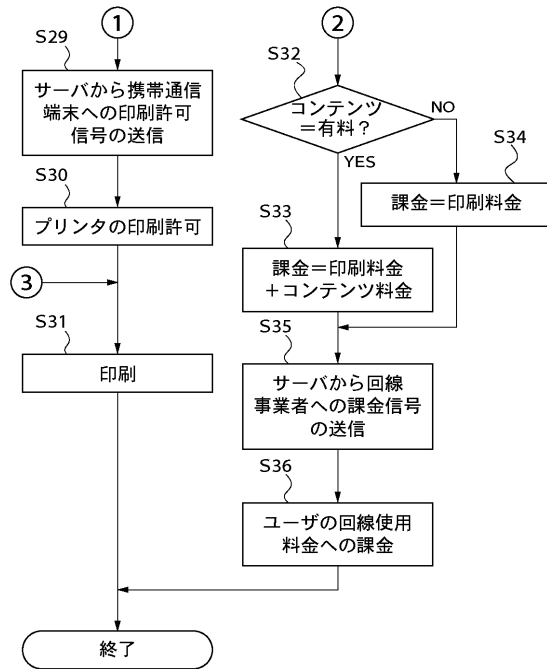 ①
S29
サーバから携帯通信
端末への印刷許可
信号の送信
S30
プリンタの印刷許可
③
S31
印刷
②
S32
コンテンツ
＝有料？
NO
YES
S34
課金＝印刷料金
S33
課金＝印刷料金
＋コンテンツ料金
S35
サーバから回線
事業者への課金信号
の送信
S36
ユーザの回線使用
料金への課金
終了